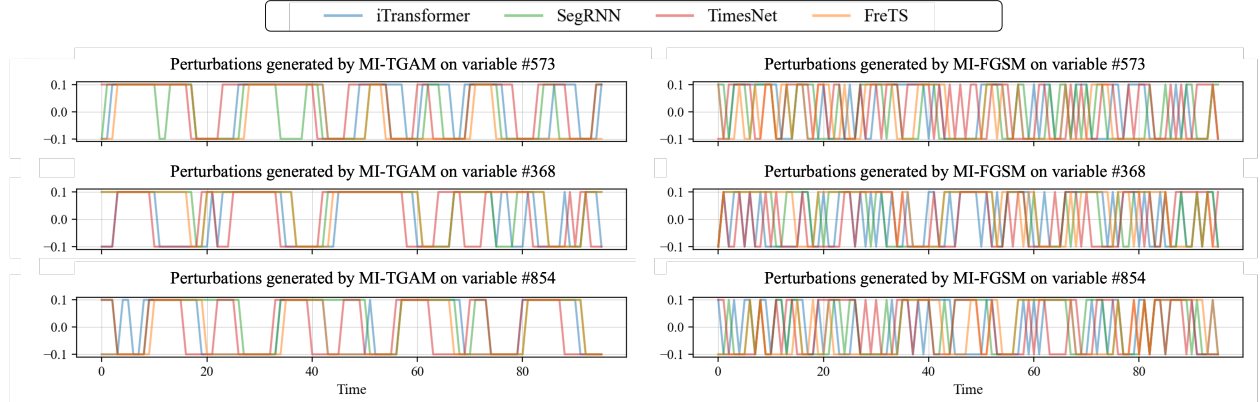 iTransformer SegRNN TimesNet FreTS
Perturbations generated by MI-TGAM on variable #573
0.1
0.0
−0.1
Perturbations generated by MI-FGSM on variable #573
0.1
0.0
−0.1
Perturbations generated by MI-TGAM on variable #368
0.1
0.0
−0.1
Perturbations generated by MI-FGSM on variable #368
0.1
0.0
−0.1
Perturbations generated by MI-TGAM on variable #854
0.1
0.0
−0.1
0 20 40 60 80
Time
Perturbations generated by MI-FGSM on variable #854
0.1
0.0
−0.1
0 20 40 60 80
Time